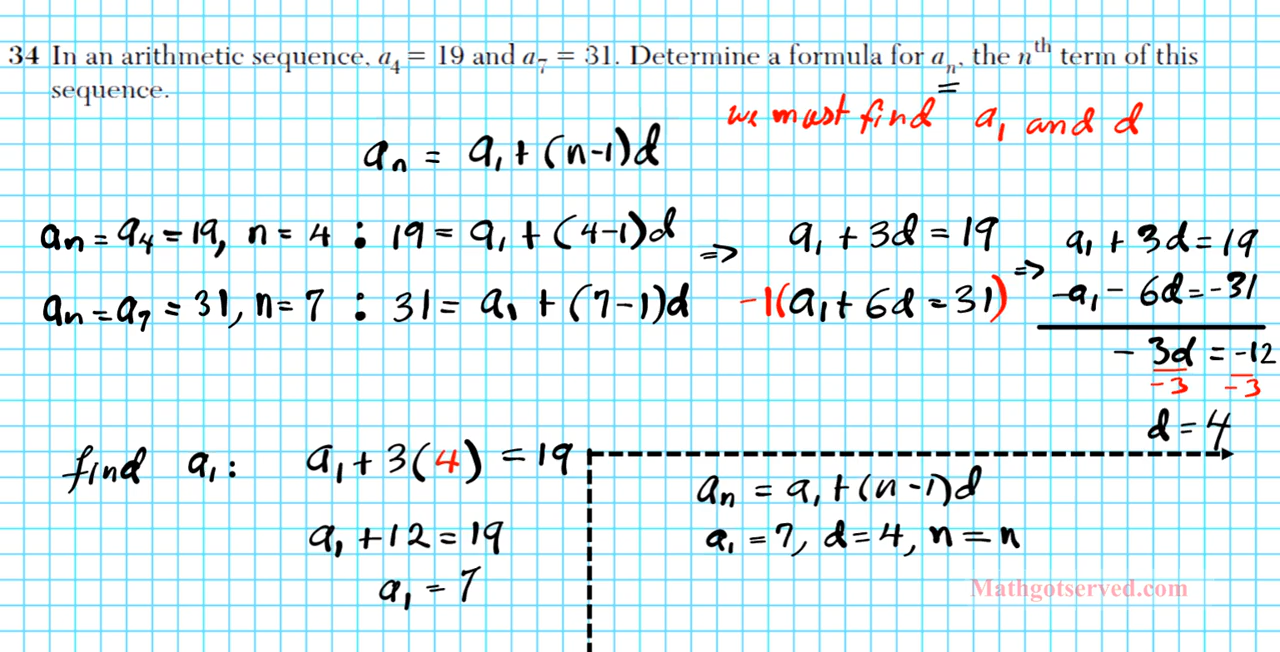 34 In an arithmetic sequence, a₄ = 19 and a₇ = 31. Determine a formula for aₙ, the nᵗʰ term of this
sequence.
we must find a₁ and d
aₙ = a₁ + (n-1)d
aₙ = a₄ = 19, n = 4 : 19 = a₁ + (4-1)d => a₁ + 3d = 19 => a₁ + 3d = 19
aₙ = a₇ = 31, n = 7 : 31 = a₁ + (7-1)d -1(a₁ + 6d = 31) -a₁ - 6d = -31
- 3d = -12
-3 -3
d = 4
find a₁: a₁ + 3(4) = 19
a₁ + 12 = 19
a₁ = 7
aₙ = a₁ + (n-1)d
a₁ = 7, d = 4, n = n
Mathgotserved.com